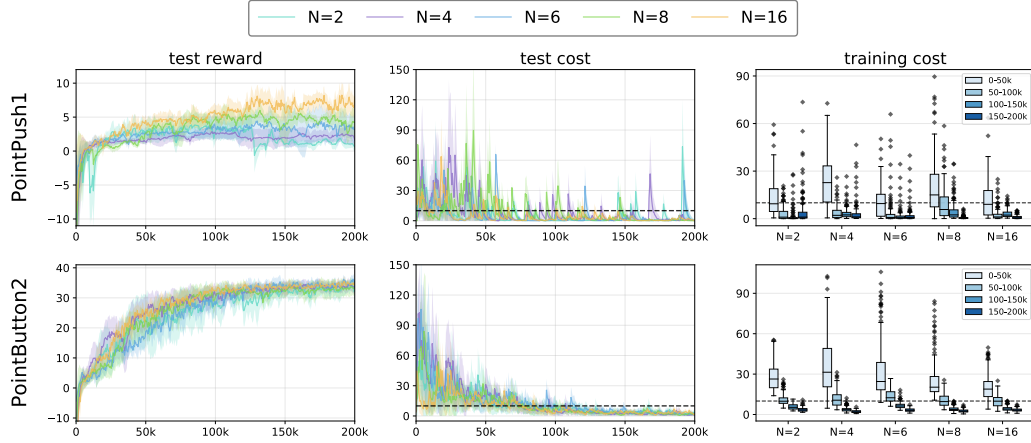 N=2 N=4 N=6 N=8 N=16
test reward test cost training cost
PointPush1
10
5
0
−5
−10
0 50k 100k 150k 200k
150
120
90
60
30
0
0 50k 100k 150k 200k
90
60
30
0
N=2 N=4 N=6 N=8 N=16
0-50k
50-100k
100-150k
150-200k
PointButton2
40
30
20
10
0
−10
0 50k 100k 150k 200k
150
120
90
60
30
0
0 50k 100k 150k 200k
90
60
30
0
N=2 N=4 N=6 N=8 N=16
0-50k
50-100k
100-150k
150-200k